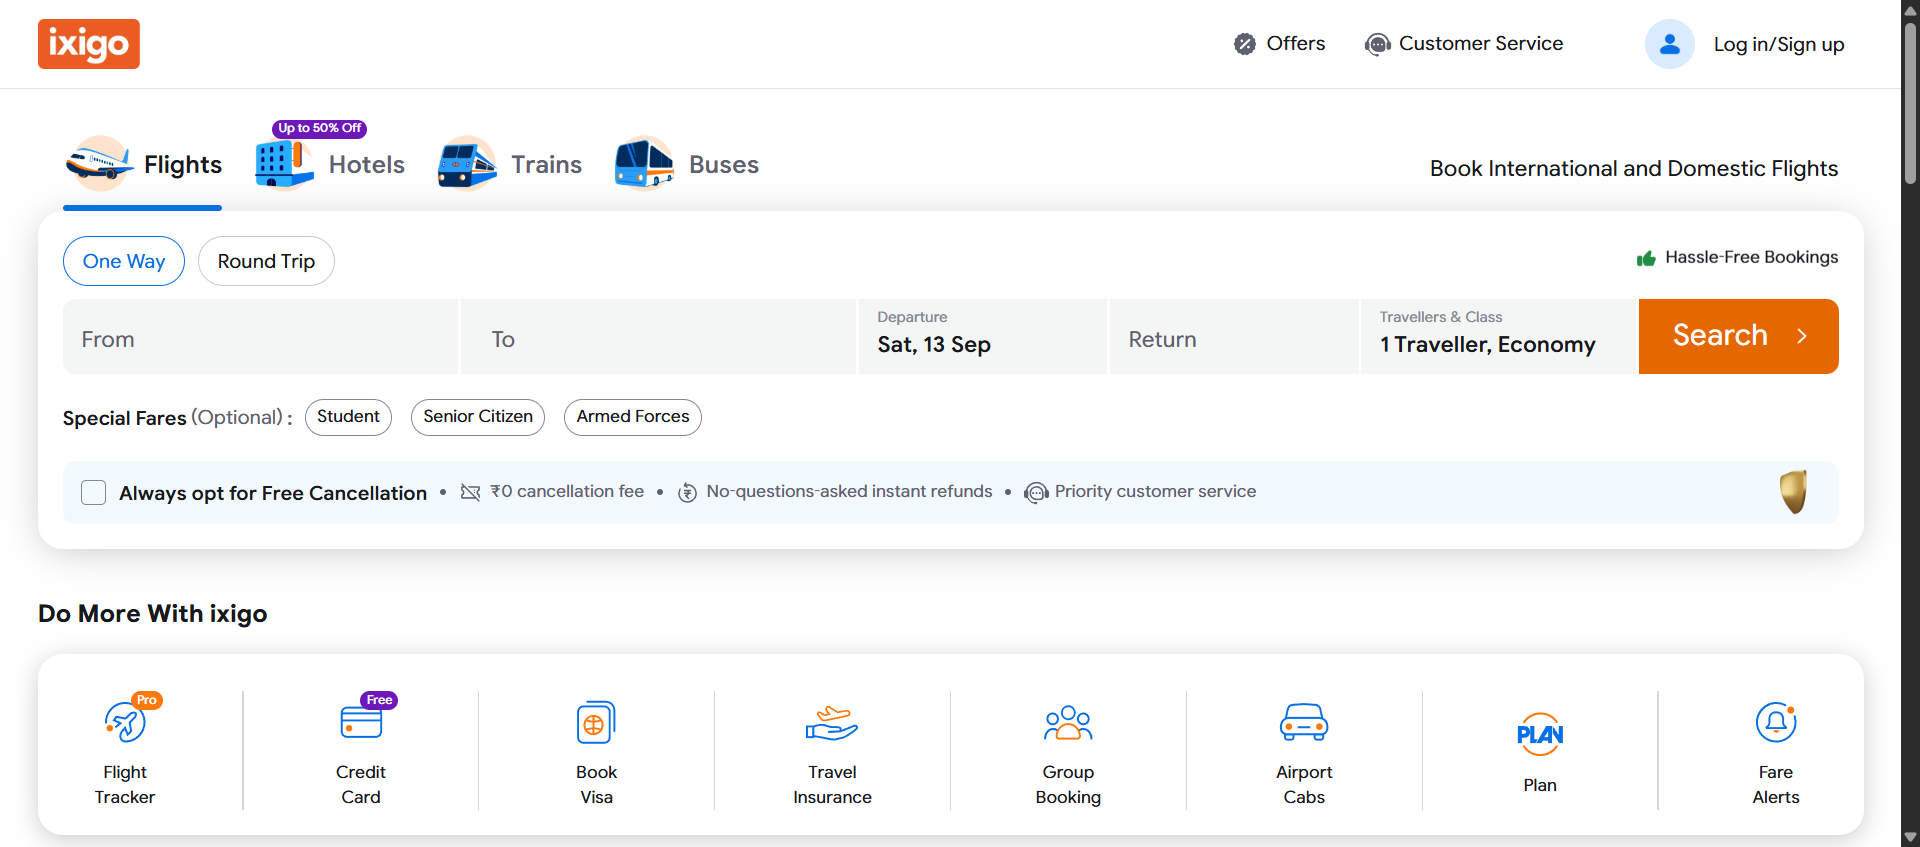 ixigo
Offers
Customer Service
Log in/Sign up
Flights
Up to 50% Off
Hotels
Trains
Buses
Book International and Domestic Flights
One Way
Round Trip
Hassle-Free Bookings
From
To
Departure
Sat, 13 Sep
Return
Travellers & Class
1 Traveller, Economy
Search
Special Fares (Optional) :
Student
Senior Citizen
Armed Forces
Always opt for Free Cancellation • ₹0 cancellation fee • No-questions-asked instant refunds • Priority customer service
Do More With ixigo
Pro
Flight
Tracker
Free
Credit
Card
Book
Visa
Travel
Insurance
Group
Booking
Airport
Cabs
PLAN
Plan
Fare
Alerts